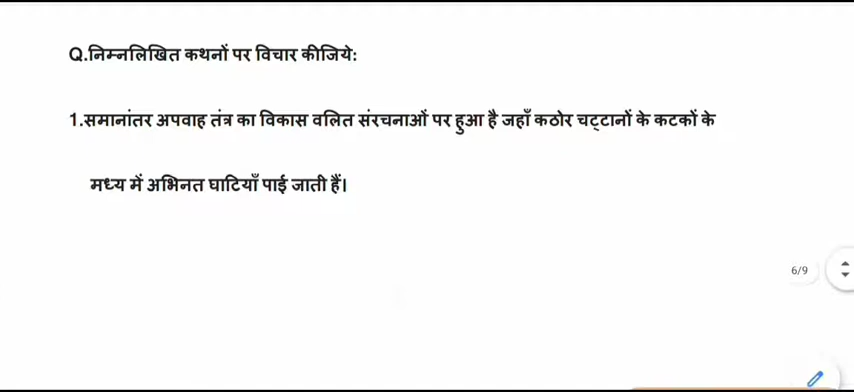 Q.निम्नलिखित कथनों पर विचार कीजिये:
1.समानांतर अपवाह तंत्र का विकास वलित संरचनाओं पर हुआ है जहाँ कठोर चट्टानों के कटकों के
मध्य में अभिनत घाटियाँ पाई जाती हैं।
6/9